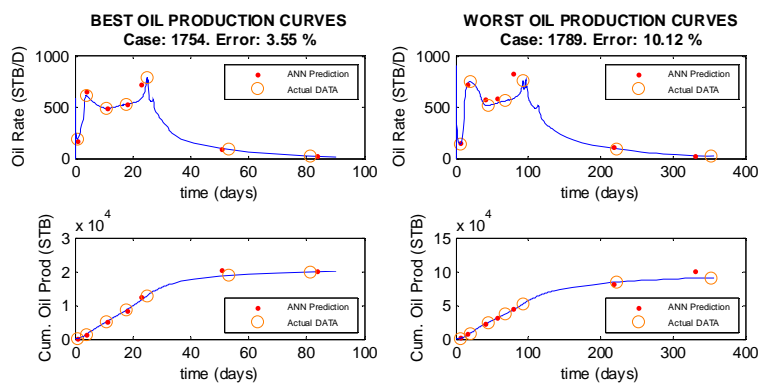 BEST OIL PRODUCTION CURVES
Case: 1754. Error: 3.55 %
1000
500
0
Oil Rate (STB/D)
ANN Prediction
Actual DATA
0 20 40 60 80 100
time (days)
WORST OIL PRODUCTION CURVES
Case: 1789. Error: 10.12 %
1000
500
0
Oil Rate (STB/D)
ANN Prediction
Actual DATA
0 100 200 300 400
time (days)
x 10^4
3
2
1
0
Cum. Oil Prod (STB)
ANN Prediction
Actual DATA
0 20 40 60 80 100
time (days)
x 10^4
15
10
5
0
Cum. Oil Prod (STB)
ANN Prediction
Actual DATA
0 100 200 300 400
time (days)